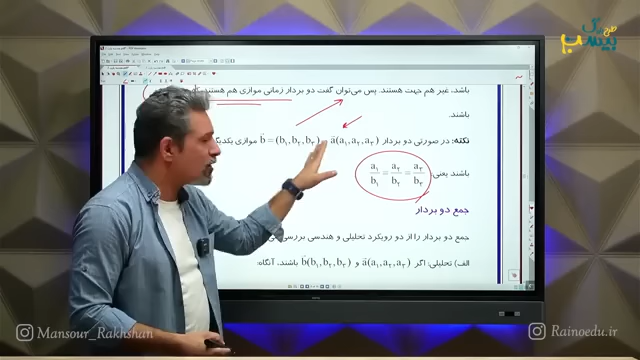 طرح یک
بیست
باشند، غیر هم جهت هستند. پس می‌توان گفت دو بردار زمانی موازی هم هستند
باشند.
نکته: در صورتی دو بردار a(a₁, a₂, a₃) و b = (b₁, b₂, b₃) موازی یکدیگر
باشند یعنی a₁/b₁ = a₂/b₂ = a₃/b₃
جمع دو بردار
جمع دو بردار را از دو رویکرد تحلیلی و هندسی بررسی
الف) تحلیلی: اگر a(a₁, a₂, a₃) و b(b₁, b₂, b₃) باشند. آنگاه:
Mansour_Rakhshan
Rainoedu.ir